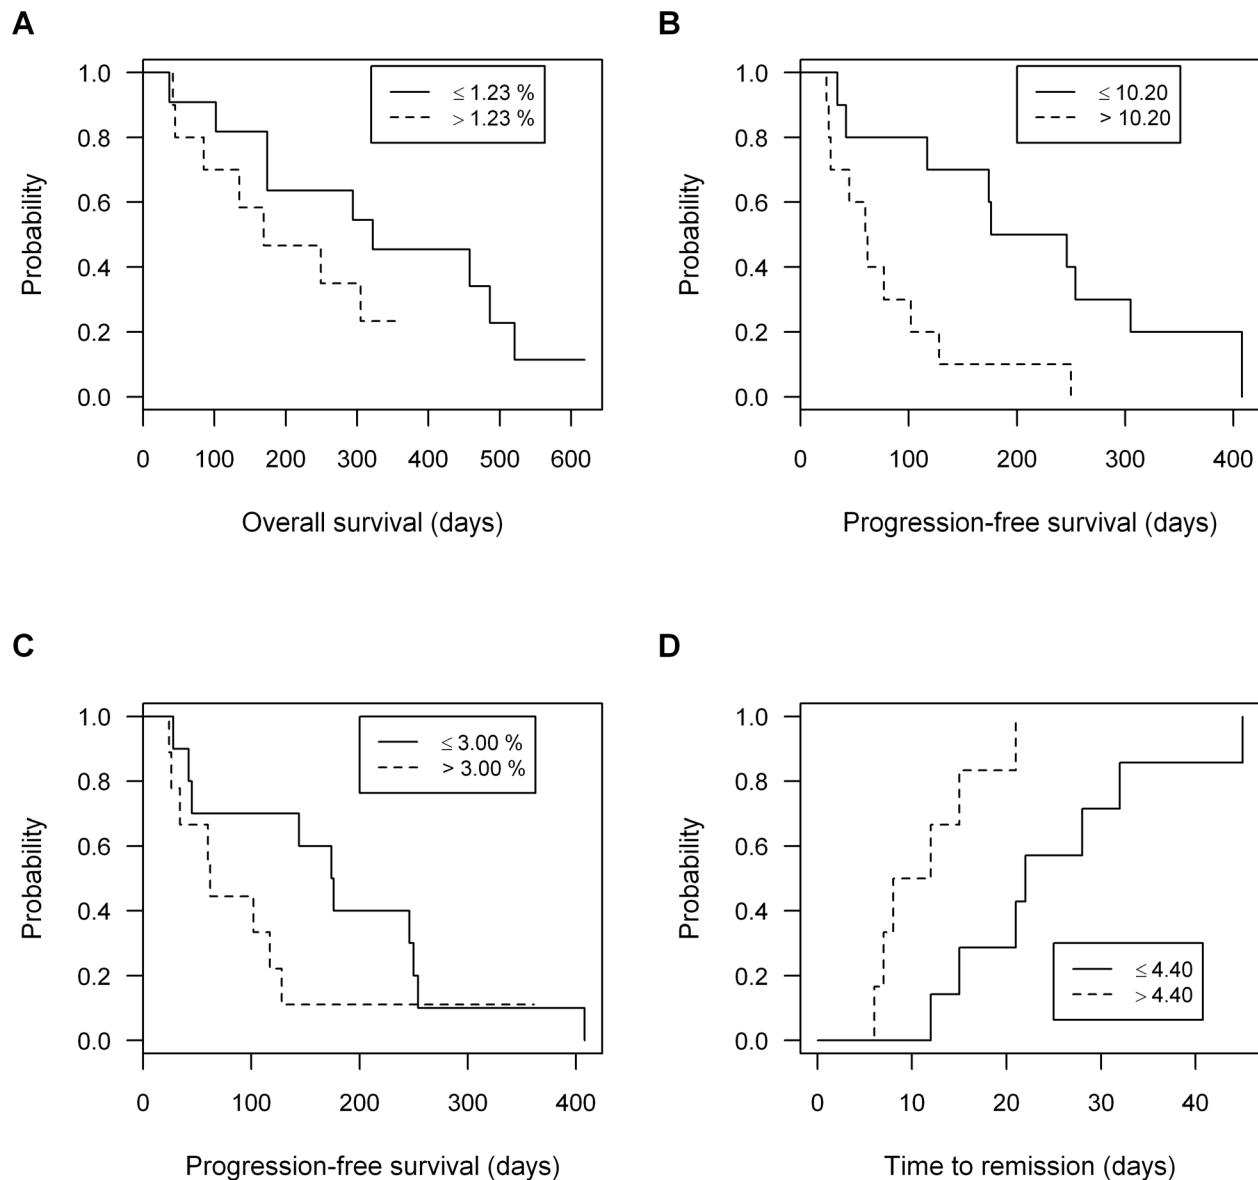 A
Probability
1.0
0.8
0.6
0.4
0.2
0.0
≤ 1.23 %
> 1.23 %
0 100 200 300 400 500 600
Overall survival (days)
B
Probability
1.0
0.8
0.6
0.4
0.2
0.0
≤ 10.20
> 10.20
0 100 200 300 400
Progression-free survival (days)
C
Probability
1.0
0.8
0.6
0.4
0.2
0.0
≤ 3.00 %
> 3.00 %
0 100 200 300 400
Progression-free survival (days)
D
Probability
1.0
0.8
0.6
0.4
0.2
0.0
≤ 4.40
> 4.40
0 10 20 30 40
Time to remission (days)